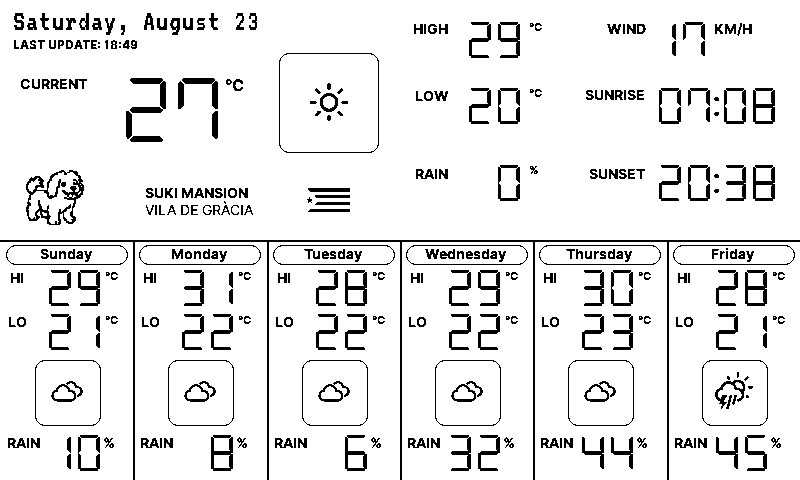 Saturday, August 23
LAST UPDATE: 18:49
CURRENT 27 °C
SUKI MANSION
VILA DE GRÀCIA
HIGH 29 °C
LOW 20 °C
RAIN 0 %
WIND 17 KM/H
SUNRISE 07:08
SUNSET 20:38
Sunday
HI 29 °C
LO 21 °C
RAIN 10 %
Monday
HI 31 °C
LO 22 °C
RAIN 8 %
Tuesday
HI 28 °C
LO 22 °C
RAIN 6 %
Wednesday
HI 29 °C
LO 22 °C
RAIN 32 %
Thursday
HI 30 °C
LO 23 °C
RAIN 44 %
Friday
HI 28 °C
LO 21 °C
RAIN 45 %